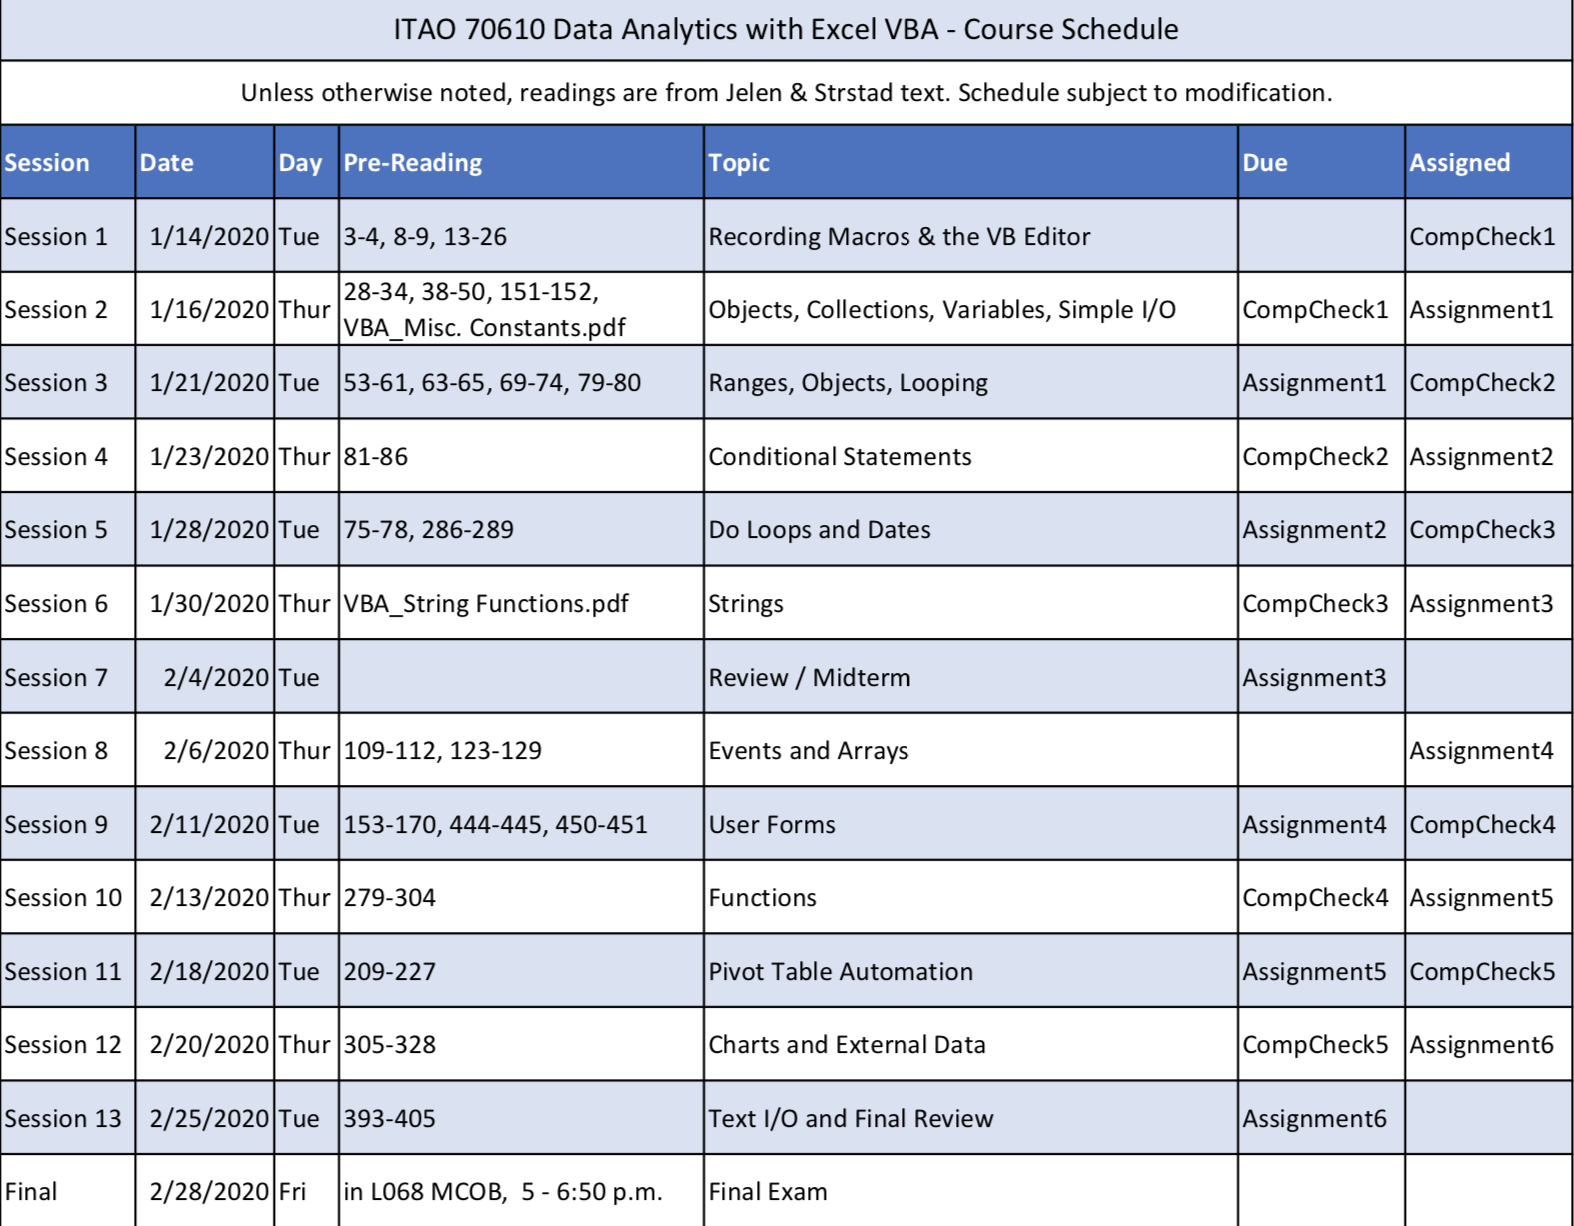 ITAO 70610 Data Analytics with Excel VBA - Course Schedule
Unless otherwise noted, readings are from Jelen & Strstad text. Schedule subject to modification.
Session Date Day Pre-Reading Topic Due Assigned
Session 1 1/14/2020 Tue 3-4, 8-9, 13-26 Recording Macros & the VB Editor CompCheck1
Session 2 1/16/2020 Thur 28-34, 38-50, 151-152, VBA_Misc. Constants.pdf Objects, Collections, Variables, Simple I/O CompCheck1 Assignment1
Session 3 1/21/2020 Tue 53-61, 63-65, 69-74, 79-80 Ranges, Objects, Looping Assignment1 CompCheck2
Session 4 1/23/2020 Thur 81-86 Conditional Statements CompCheck2 Assignment2
Session 5 1/28/2020 Tue 75-78, 286-289 Do Loops and Dates Assignment2 CompCheck3
Session 6 1/30/2020 Thur VBA_String Functions.pdf Strings CompCheck3 Assignment3
Session 7 2/4/2020 Tue Review / Midterm Assignment3
Session 8 2/6/2020 Thur 109-112, 123-129 Events and Arrays Assignment4
Session 9 2/11/2020 Tue 153-170, 444-445, 450-451 User Forms Assignment4 CompCheck4
Session 10 2/13/2020 Thur 279-304 Functions CompCheck4 Assignment5
Session 11 2/18/2020 Tue 209-227 Pivot Table Automation Assignment5 CompCheck5
Session 12 2/20/2020 Thur 305-328 Charts and External Data CompCheck5 Assignment6
Session 13 2/25/2020 Tue 393-405 Text I/O and Final Review Assignment6
Final 2/28/2020 Fri in L068 MCOB, 5 - 6:50 p.m. Final Exam